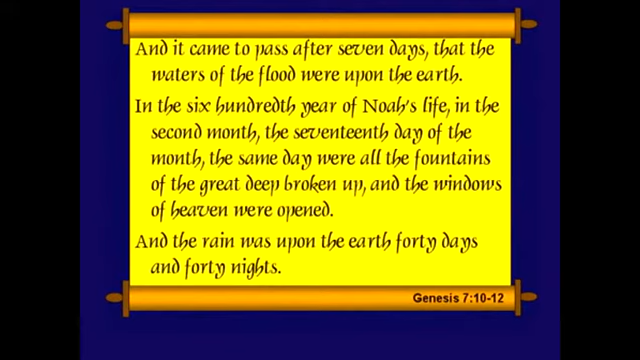 And it came to pass after seven days, that the
waters of the flood were upon the earth.
In the six hundredth year of Noah's life, in the
second month, the seventeenth day of the
month, the same day were all the fountains
of the great deep broken up, and the windows
of heaven were opened.
And the rain was upon the earth forty days
and forty nights.
Genesis 7:10-12